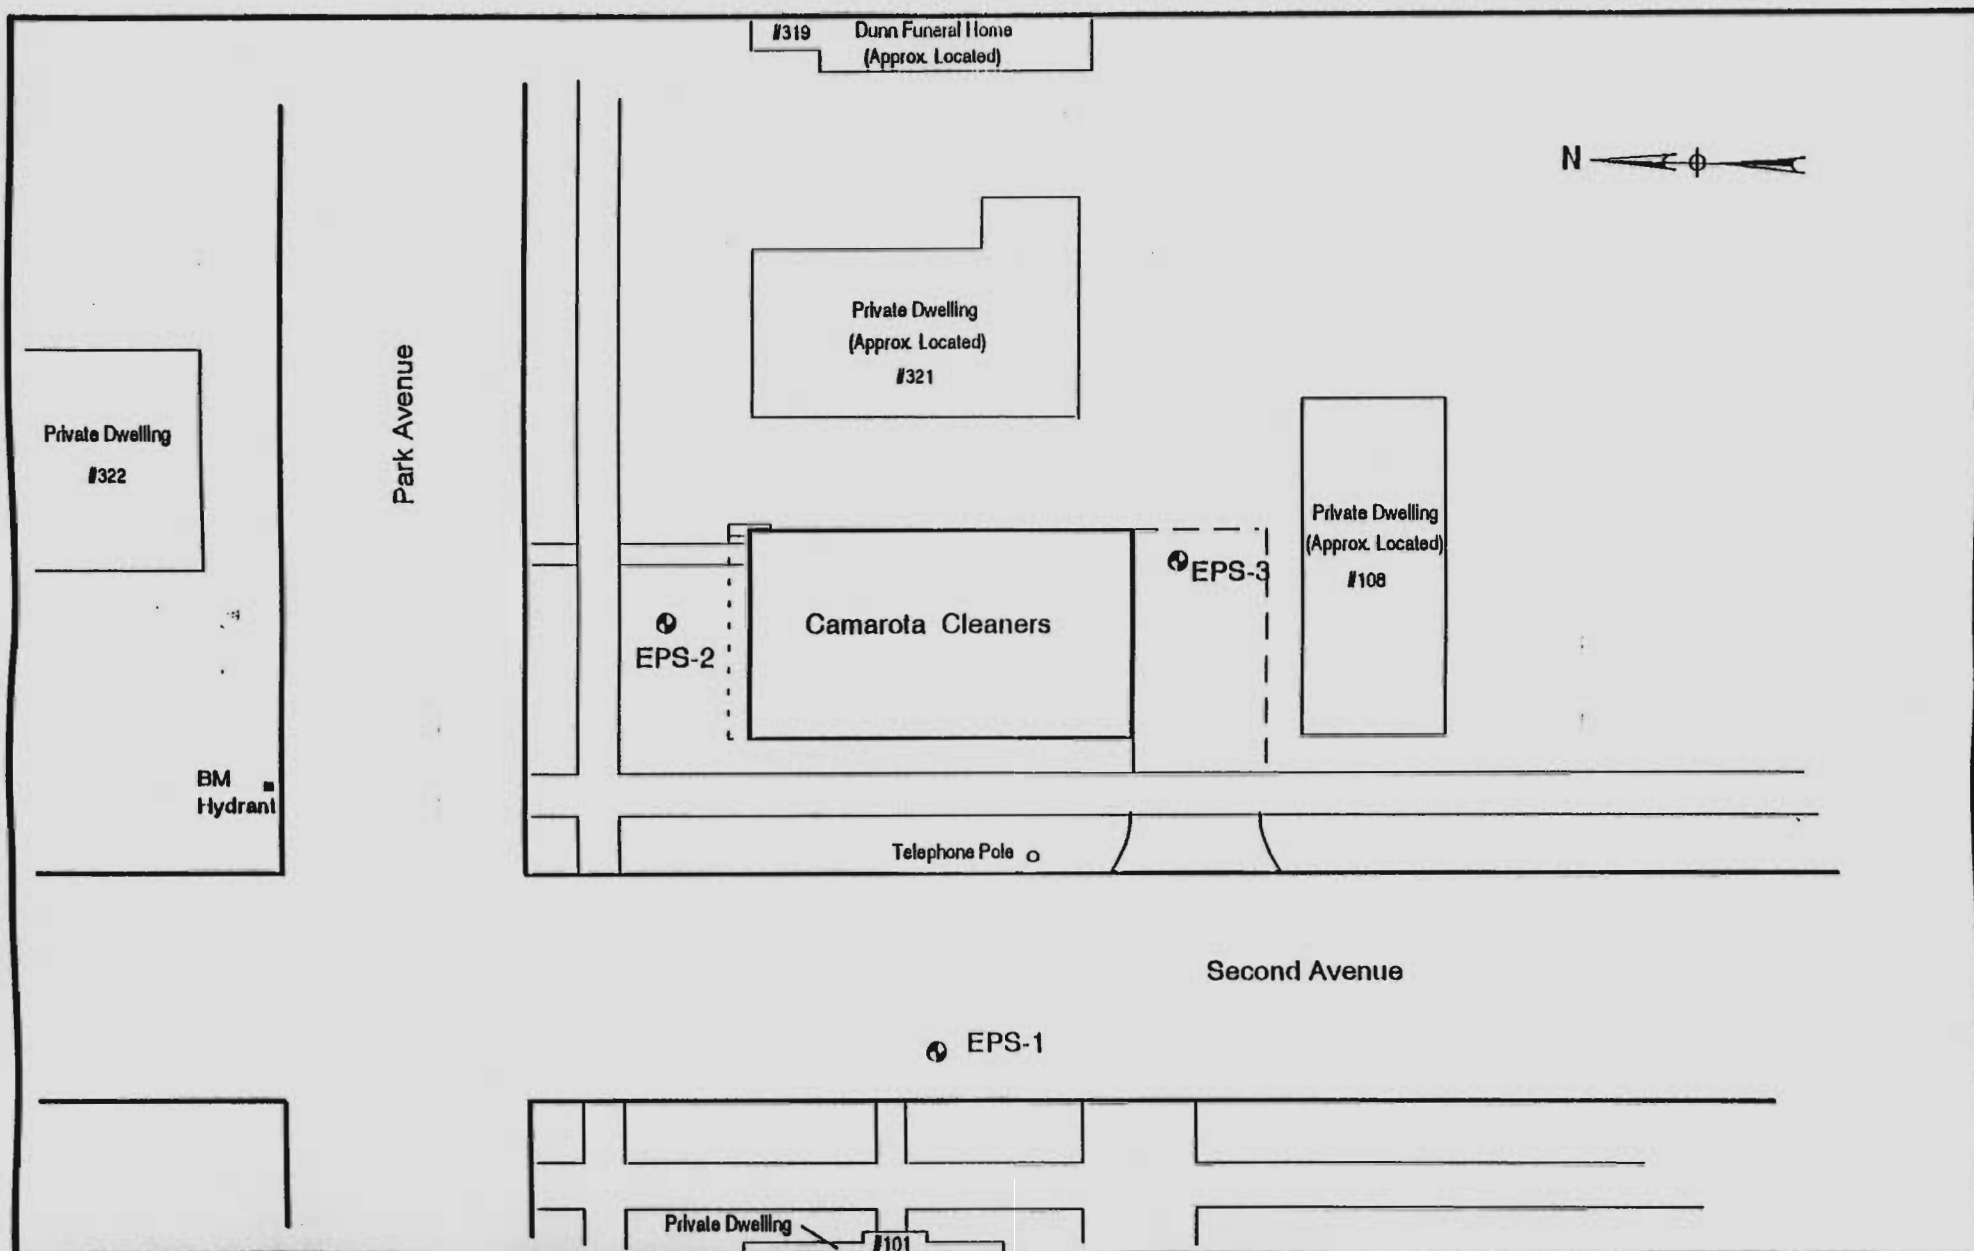 #319 Dunn Funeral Home
(Approx. Located)
N
Private Dwelling
(Approx. Located)
#321
Park Avenue
Private Dwelling
#322
Private Dwelling
(Approx. Located)
#108
EPS-3
Camarota Cleaners
EPS-2
BM
Hydrant
Telephone Pole
Second Avenue
EPS-1
Private Dwelling
#101